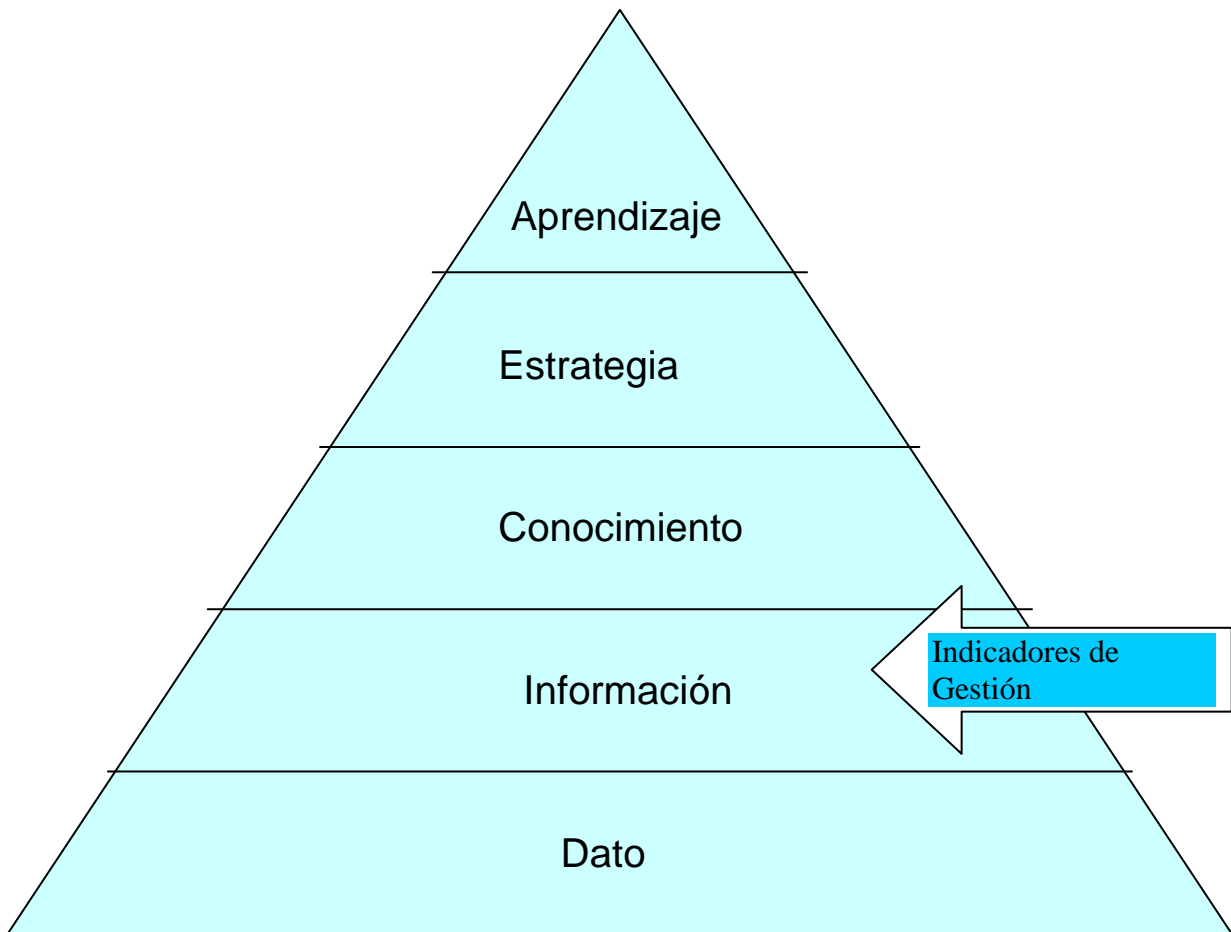 Aprendizaje
Estrategia
Conocimiento
Indicadores de
Gestión
Información
Dato